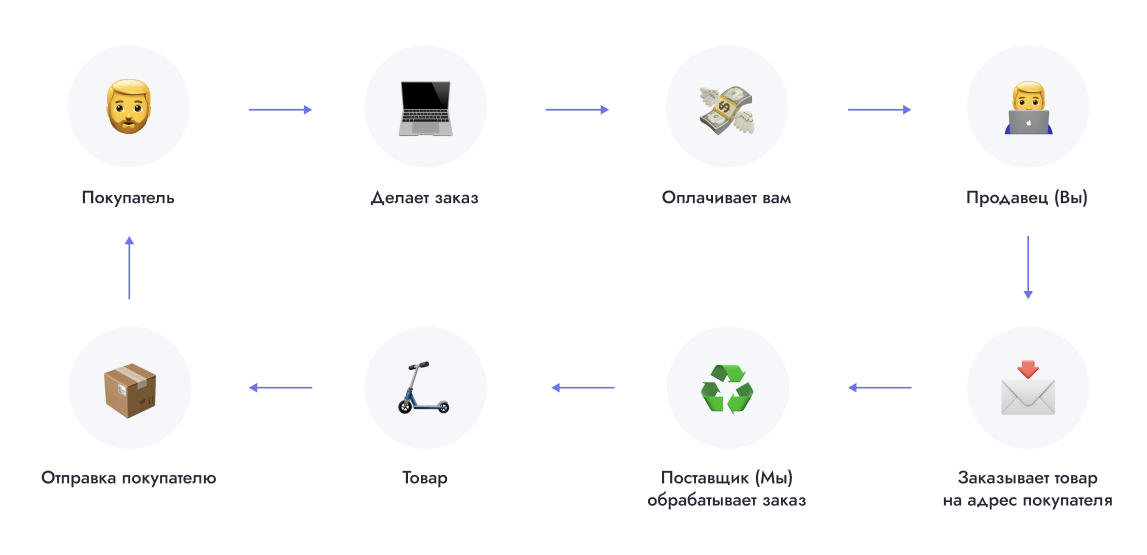 Покупатель
Делает заказ
Оплачивает вам
Продавец (Вы)
Отправка покупателю
Товар
Поставщик (Мы)
обрабатывает заказ
Заказывает товар
на адрес покупателя